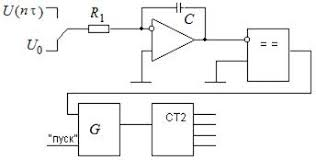 U(nτ)
R₁
C
U₀
= =
"пуск"
G
CT2